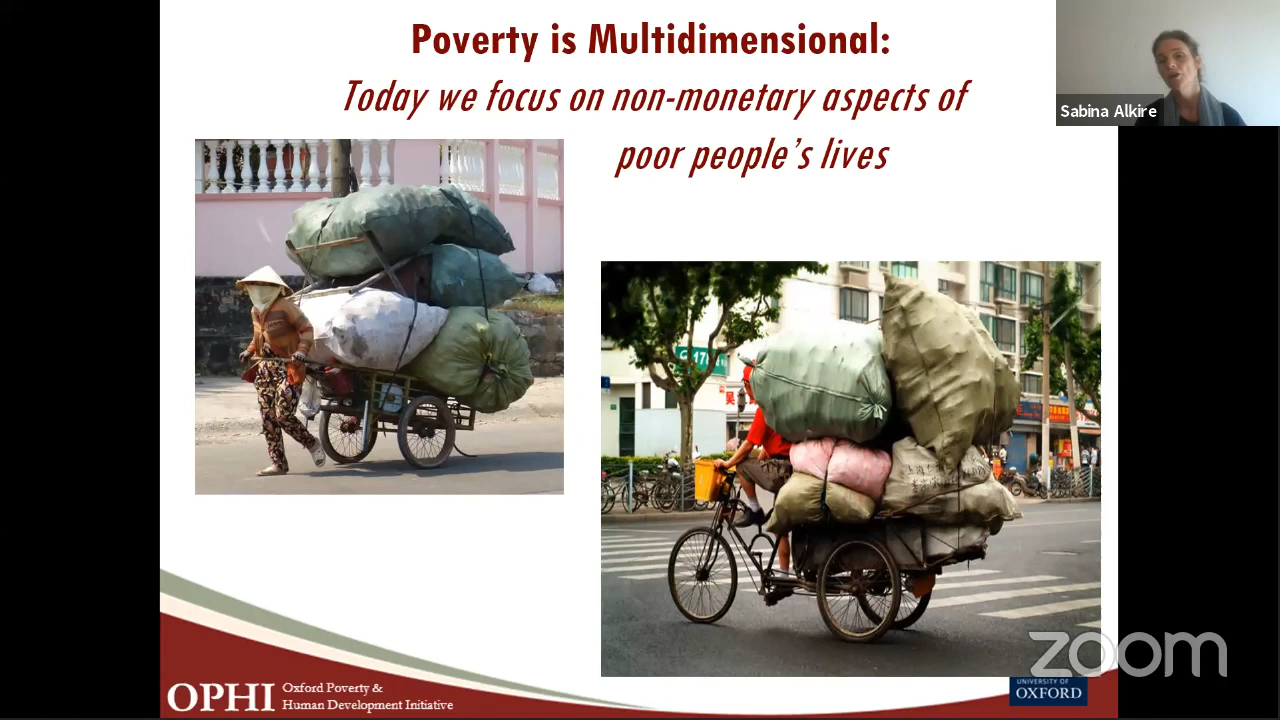 Poverty is Multidimensional:
Today we focus on non-monetary aspects of
poor people's lives
Sabina Alkire
OPHI
Oxford Poverty &
Human Development Initiative
zoom
UNIVERSITY OF
OXFORD